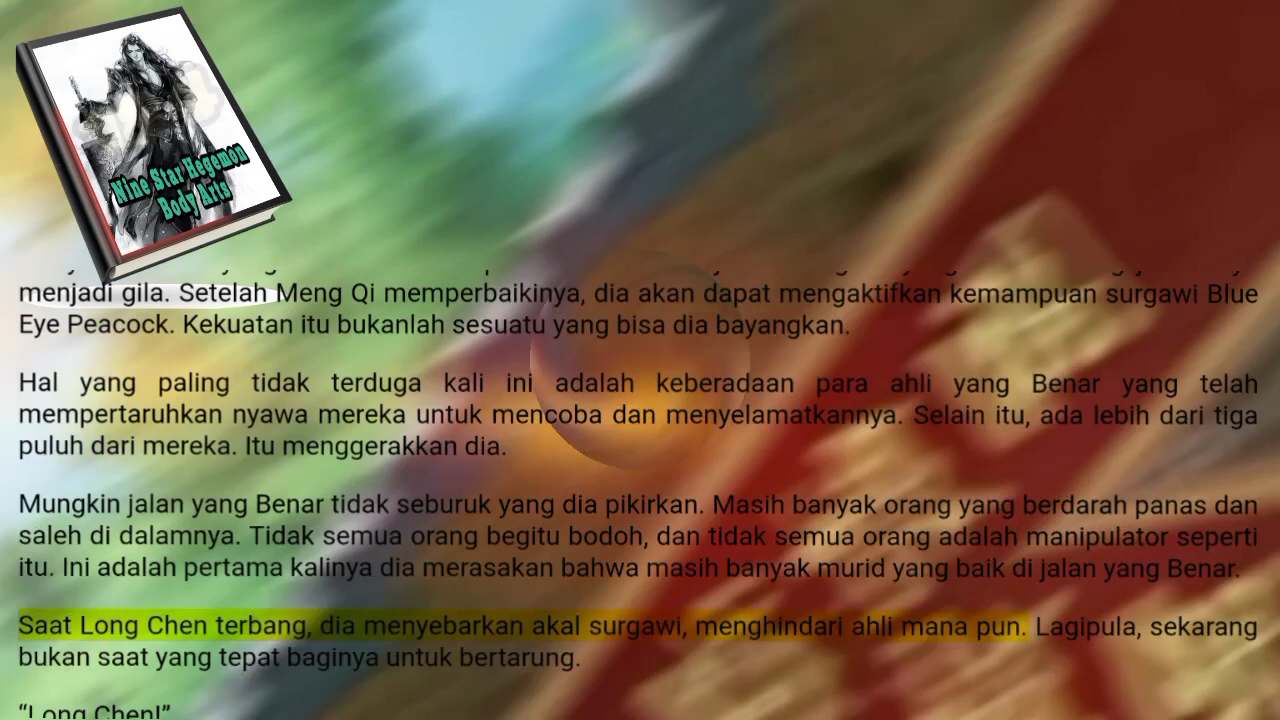 Nine Star Hegemon
Body Arts
menjadi gila. Setelah Meng Qi memperbaikinya, dia akan dapat mengaktifkan kemampuan surgawi Blue
Eye Peacock. Kekuatan itu bukanlah sesuatu yang bisa dia bayangkan.
Hal yang paling tidak terduga kali ini adalah keberadaan para ahli yang Benar yang telah
mempertaruhkan nyawa mereka untuk mencoba dan menyelamatkannya. Selain itu, ada lebih dari tiga
puluh dari mereka. Itu menggerakkan dia.
Mungkin jalan yang Benar tidak seburuk yang dia pikirkan. Masih banyak orang yang berdarah panas dan
saleh di dalamnya. Tidak semua orang begitu bodoh, dan tidak semua orang adalah manipulator seperti
itu. Ini adalah pertama kalinya dia merasakan bahwa masih banyak murid yang baik di jalan yang Benar.
Saat Long Chen terbang, dia menyebarkan akal surgawi, menghindari ahli mana pun. Lagipula, sekarang
bukan saat yang tepat baginya untuk bertarung.
“Long Chen!”